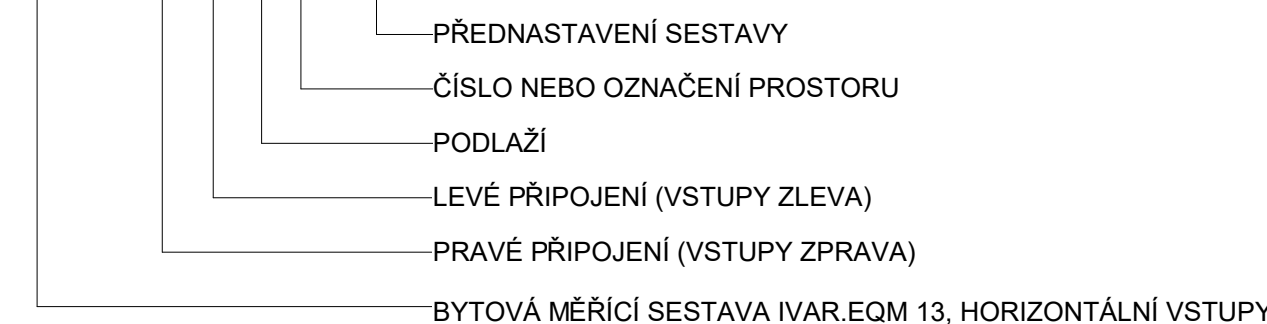 PŘEDNASTAVENÍ SESTAVY
ČÍSLO NEBO OZNAČENÍ PROSTORU
PODLAŽÍ
LEVÉ PŘIPOJENÍ (VSTUPY ZLEVA)
PRAVÉ PŘIPOJENÍ (VSTUPY ZPRAVA)
BYTOVÁ MĚŘÍCÍ SESTAVA IVAR.EQM 13, HORIZONTÁLNÍ VSTUPY